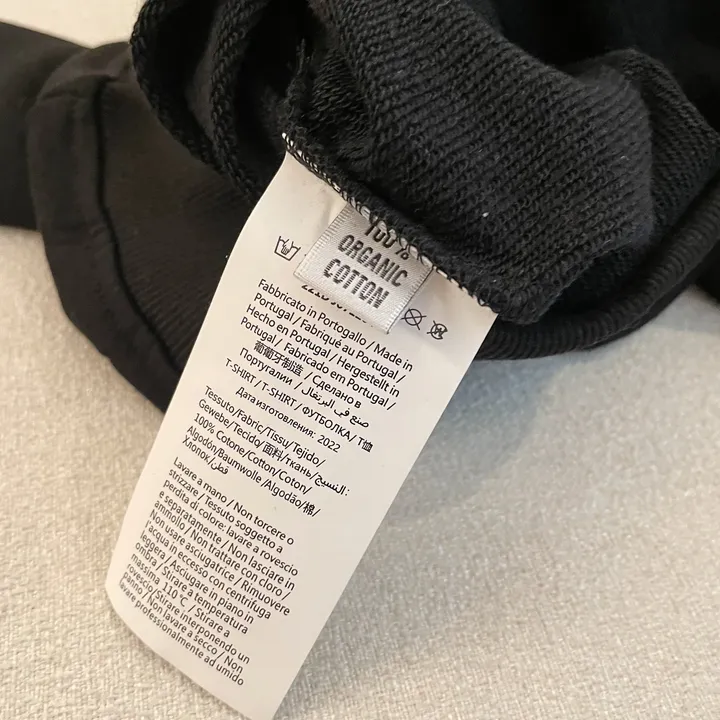 100%
ORGANIC
COTTON
Fabbricato in Portogallo / Made in
Portugal / Fabriqué au Portugal /
Hecho en Portugal / Hergestellt in
Portugal / Fabricado em Portugal /
葡萄牙制造 / Сделано в
Португалии / صنع في البرتغال
T-SHIRT / T-SHIRT / ФУТБОЛКА / T恤
Дата изготовления: 2022
Tessuto/Fabric/Tissu/Tejido/
Gewebe/Tecido/面料/ткань/النسيج:
100% Cotone/Cotton/Coton/
Algodón/Baumwolle /Algodão/棉/
Хлопок/قطن
Lavare a mano / Non torcere o
strizzare / Tessuto soggetto a
perdita di colore: lavare a rovescio
e separatamente / Non lasciare in
ammollo / Non trattare con cloro /
Non usare asciugatrice / Rimuovere
l'acqua in eccesso con centrifuga
leggera / Asciugare in piano in
ombra / Stirare a temperatura
massima 110°C / Stirare a
rovescio/Stirare interponendo un
panno / Non lavare a secco / Non
lavare professionalmente ad umido